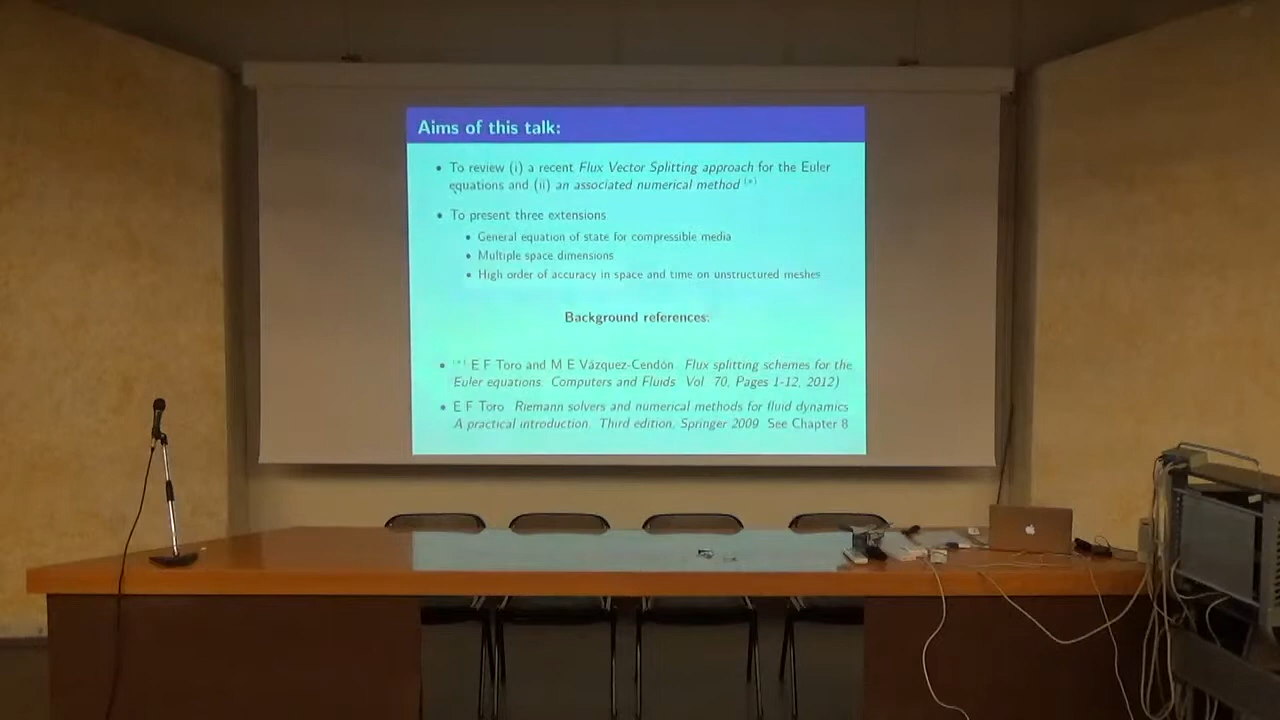 Aims of this talk:
• To review (i) a recent Flux Vector Splitting approach for the Euler
equations and (ii) an associated numerical method (*)
• To present three extensions
• General equation of state for compressible media
• Multiple space dimensions
• High order of accuracy in space and time on unstructured meshes
Background references:
• (*) E F Toro and M E Vázquez-Cendón. Flux splitting schemes for the
Euler equations. Computers and Fluids. Vol. 70, Pages 1-12, 2012)
• E F Toro. Riemann solvers and numerical methods for fluid dynamics.
A practical introduction. Third edition, Springer 2009. See Chapter 8